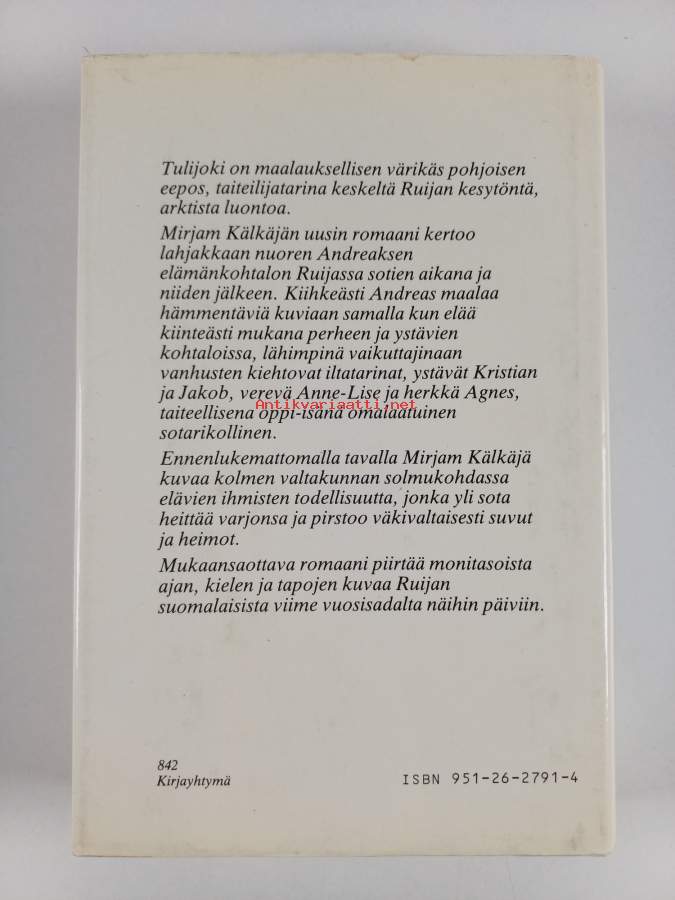 Tulijoki on maalauksellisen värikäs pohjoisen
eepos, taiteilijatarina keskeltä Ruijan kesytöntä,
arktista luontoa.
Mirjam Kälkäjän uusin romaani kertoo
lahjakkaan nuoren Andreaksen
elämänkohtalon Ruijassa sotien aikana ja
niiden jälkeen. Kiihkeästi Andreas maalaa
hämmentäviä kuviaan samalla kun elää
kiinteästi mukana perheen ja ystävien
kohtaloissa, lähimpinä vaikuttajinaan
vanhusten kiehtovat iltatarinat, ystävät Kristian
ja Jakob, verevä Anne-Lise ja herkkä Agnes,
Antikvariaatti.net
taiteellisena oppi-isänä omalaatuinen
sotarikollinen.
Ennenlukemattomalla tavalla Mirjam Kälkäjä
kuvaa kolmen valtakunnan solmukohdassa
elävien ihmisten todellisuutta, jonka yli sota
heittää varjonsa ja pirstoo väkivaltaisesti suvut
ja heimot.
Mukaansaottava romaani piirtää monitasoista
ajan, kielen ja tapojen kuvaa Ruijan
suomalaisista viime vuosisadalta näihin päiviin.
842
Kirjayhtymä
ISBN 951-26-2791-4